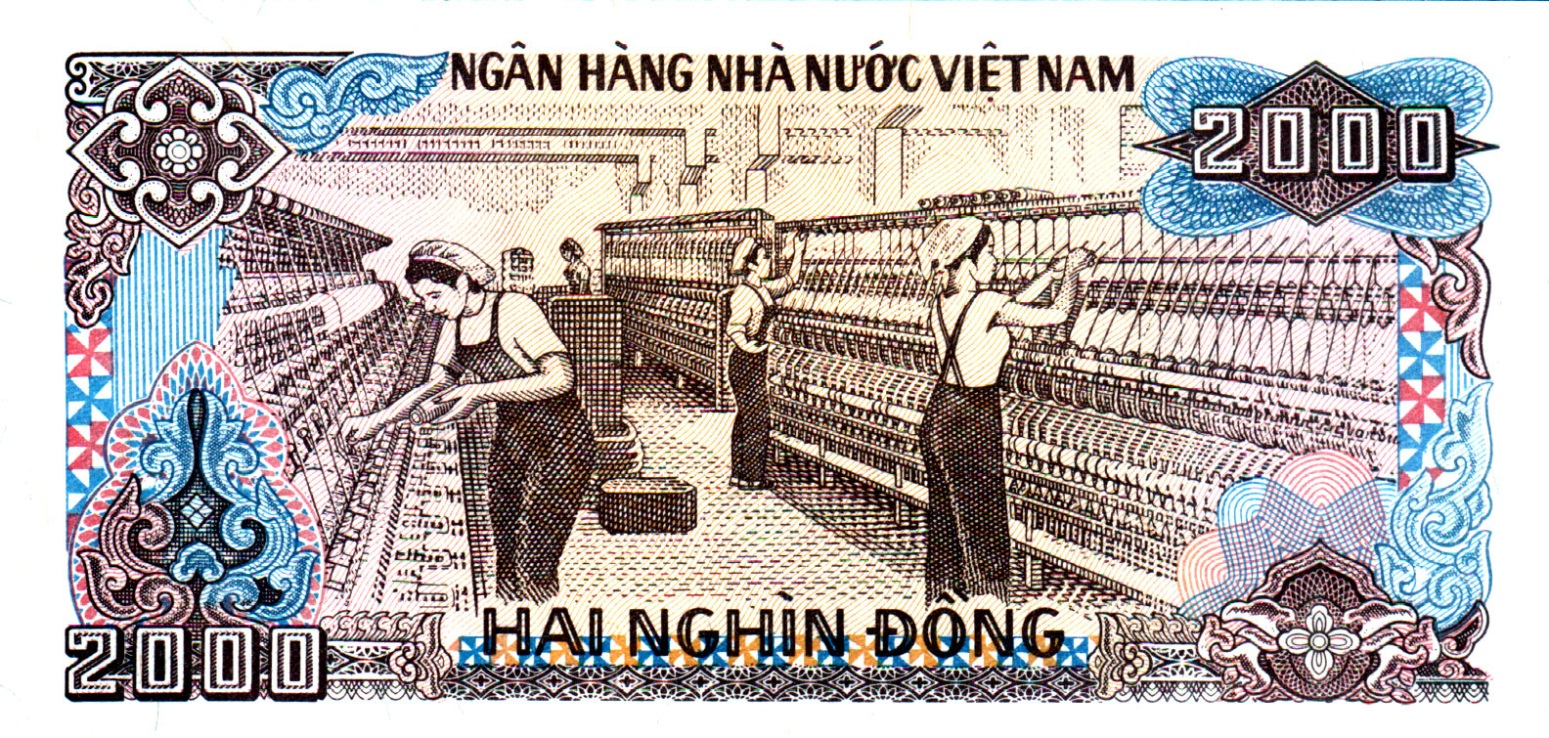 NGÂN HÀNG NHÀ NƯỚC VIỆT NAM
2000
HAI NGHÌN ĐỒNG
2000